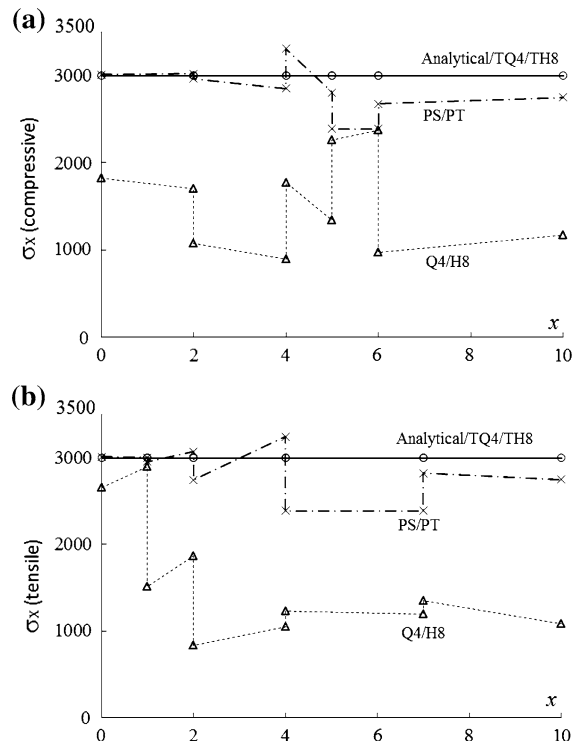 (a)
3500
Analytical/TQ4/TH8
3000
PS/PT
2000
σx (compressive)
1000
Q4/H8
0
x
0 2 4 6 8 10
(b)
3500
Analytical/TQ4/TH8
3000
PS/PT
2000
σx (tensile)
1000
Q4/H8
0
x
0 2 4 6 8 10